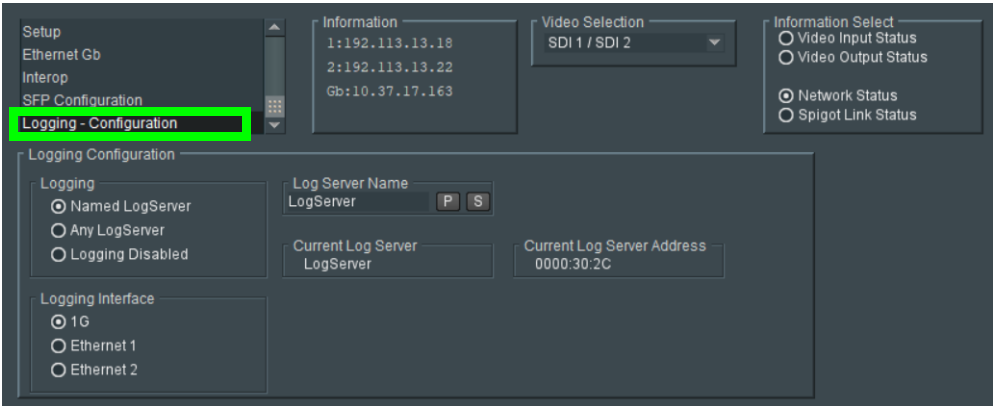 Setup
Ethernet Gb
Interop
SFP Configuration
Logging - Configuration
Information
1:192.113.13.18
2:192.113.13.22
Gb:10.37.17.163
Video Selection
SDI 1 / SDI 2
Information Select
Video Input Status
Video Output Status
Network Status
Spigot Link Status
Logging Configuration
Logging
Named LogServer
Any LogServer
Logging Disabled
Log Server Name
LogServer P S
Current Log Server
LogServer
Current Log Server Address
0000:30:2C
Logging Interface
1G
Ethernet 1
Ethernet 2